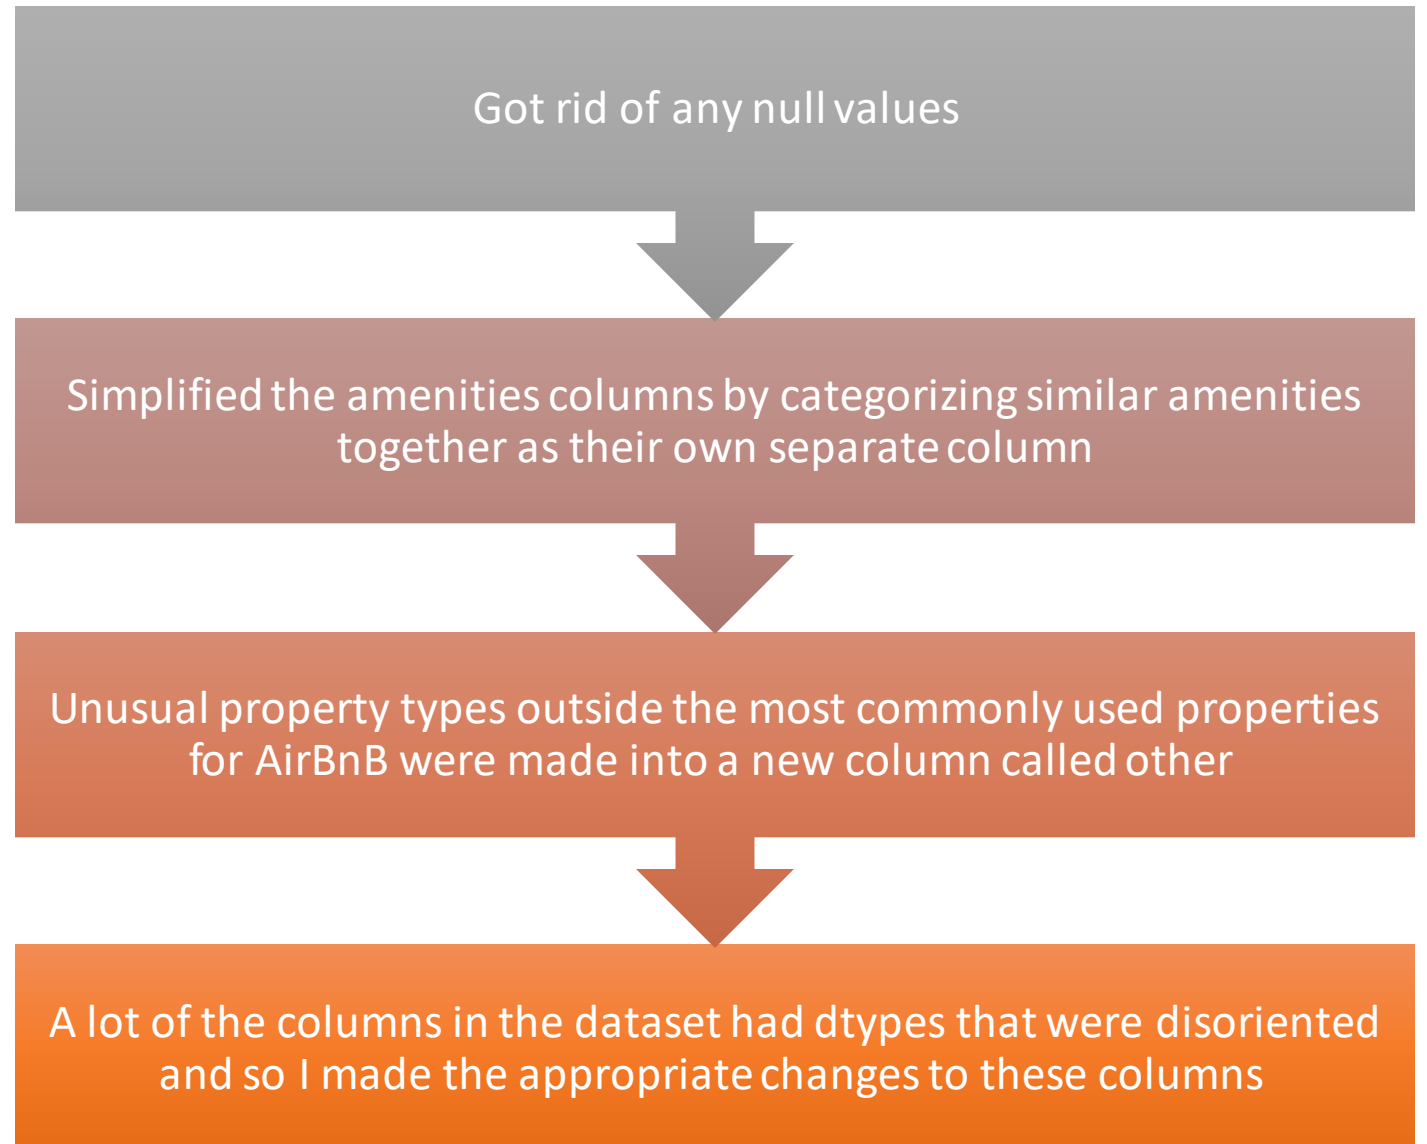 Got rid of any null values
Simplified the amenities columns by categorizing similar amenities
together as their own separate column
Unusual property types outside the most commonly used properties
for AirBnB were made into a new column called other
A lot of the columns in the dataset had dtypes that were disoriented
and so I made the appropriate changes to these columns